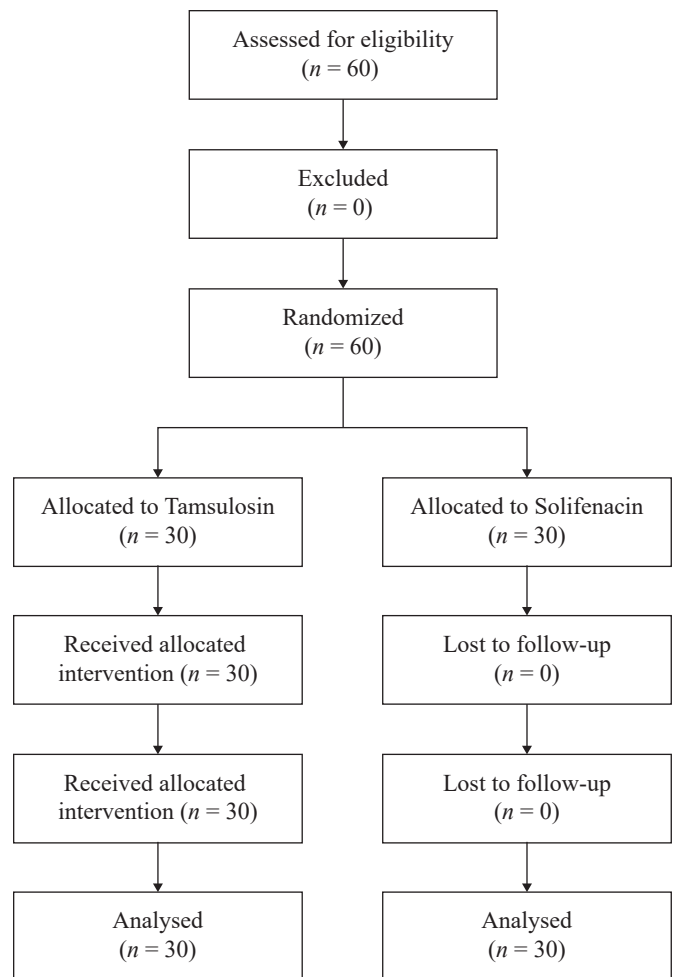 Assessed for eligibility
(n = 60)
Excluded
(n = 0)
Randomized
(n = 60)
Allocated to Tamsulosin
(n = 30)
Allocated to Solifenacin
(n = 30)
Received allocated
intervention (n = 30)
Lost to follow-up
(n = 0)
Received allocated
intervention (n = 30)
Lost to follow-up
(n = 0)
Analysed
(n = 30)
Analysed
(n = 30)